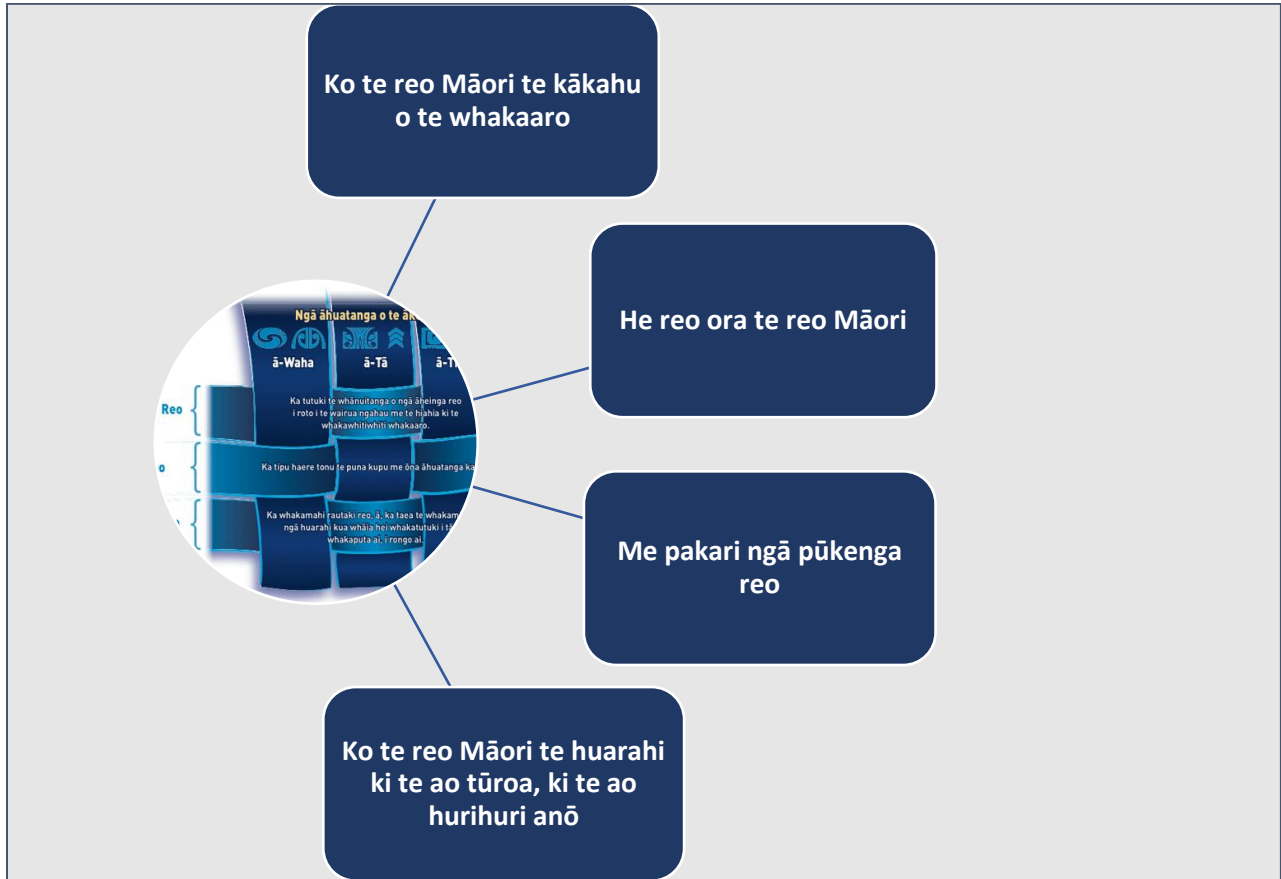 Ko te reo Māori te kākahu
o te whakaaro
He reo ora te reo Māori
Me pakari ngā pūkenga
reo
Ko te reo Māori te huarahi
ki te ao tūroa, ki te ao
hurihuri anō
Ngā āhuatanga o te
ā-Waha
ā-Tā
Reo
Ka tutuki te whānuitanga o ngā āheinga reo
i roto i te wairua ngahau me te hiahia ki te
whakawhitiwhiti whakaaro.
Ka tipu haere tonu te puna kupu me ōna āhuatanga
Ka whakamahi rautaki reo, ā, ka taea te
ngā huarahi kua whāia hei whakatutuki i
whakaputa ai, i rongo ai.